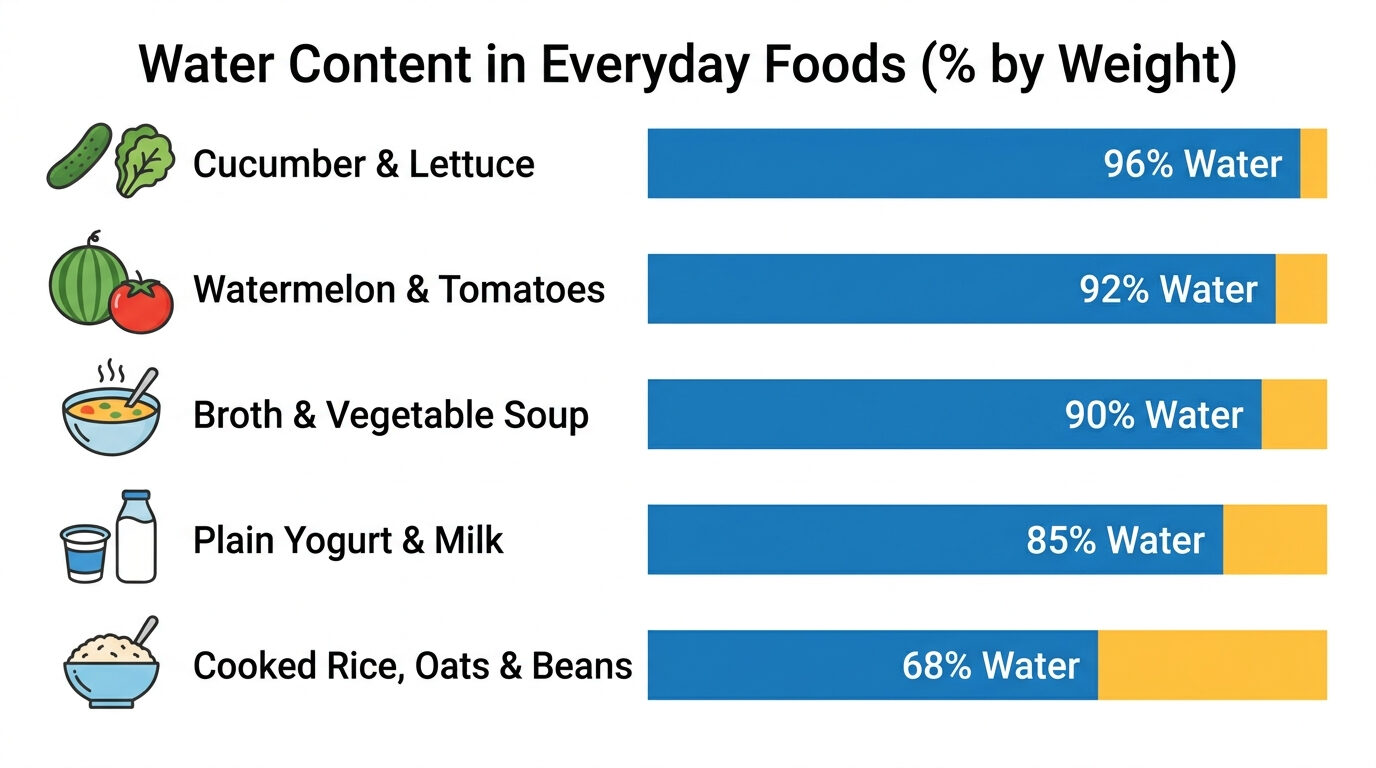 Water Content in Everyday Foods (% by Weight)
Cucumber & Lettuce
96% Water
Watermelon & Tomatoes
92% Water
Broth & Vegetable Soup
90% Water
Plain Yogurt & Milk
85% Water
Cooked Rice, Oats & Beans
68% Water